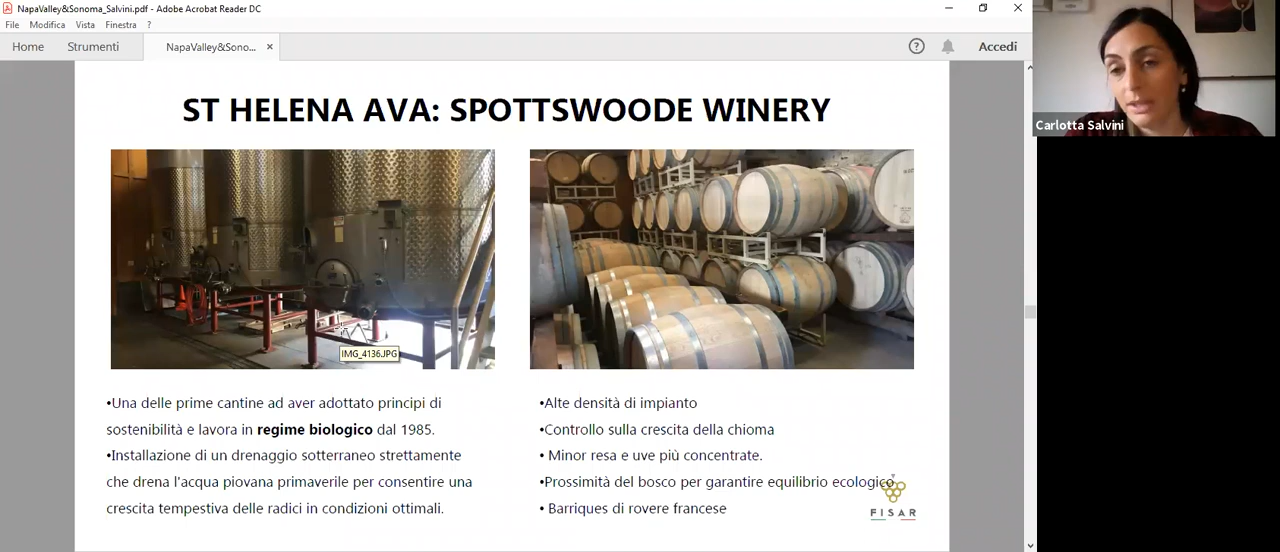 NapaValley&Sonoma_Salvini.pdf - Adobe Acrobat Reader DC
File Modifica Vista Finestra ?
Home Strumenti NapaValley&Sono... × Accedi
Carlotta Salvini
ST HELENA AVA: SPOTTSWOODE WINERY
IMG_4136.JPG
•Una delle prime cantine ad aver adottato principi di
sostenibilità e lavora in regime biologico dal 1985.
•Installazione di un drenaggio sotterraneo strettamente
che drena l'acqua piovana primaverile per consentire una
crescita tempestiva delle radici in condizioni ottimali.
•Alte densità di impianto
•Controllo sulla crescita della chioma
• Minor resa e uve più concentrate.
•Prossimità del bosco per garantire equilibrio ecologico
• Barriques di rovere francese
FISAR